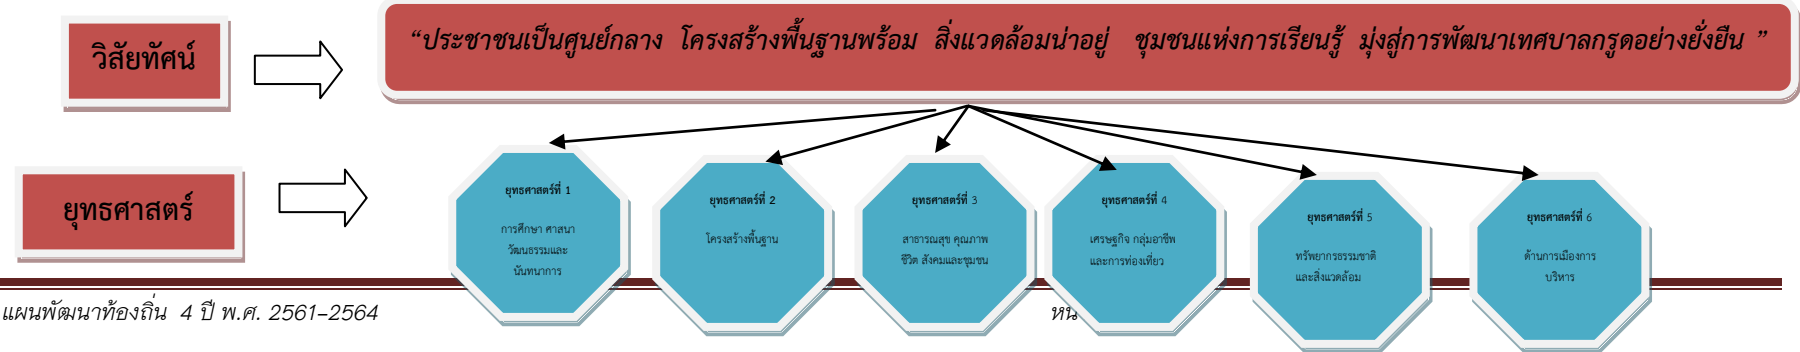 วิสัยทัศน์
“ประชาชนเป็นศูนย์กลาง โครงสร้างพื้นฐานพร้อม สิ่งแวดล้อมน่าอยู่ ชุมชนแห่งการเรียนรู้ มุ่งสู่การพัฒนาเทศบาลกรูดอย่างยั่งยืน ”
ยุทธศาสตร์
ยุทธศาสตร์ที่ 1
การศึกษา ศาสนา
วัฒนธรรมและ
นันทนาการ
ยุทธศาสตร์ที่ 2
โครงสร้างพื้นฐาน
ยุทธศาสตร์ที่ 3
สาธารณสุข คุณภาพ
ชีวิต สังคมและชุมชน
ยุทธศาสตร์ที่ 4
เศรษฐกิจ กลุ่มอาชีพ
และการท่องเที่ยว
ยุทธศาสตร์ที่ 5
ทรัพยากรธรรมชาติ
และสิ่งแวดล้อม
ยุทธศาสตร์ที่ 6
ด้านการเมืองการ
บริหาร
แผนพัฒนาท้องถิ่น 4 ปี พ.ศ. 2561–2564